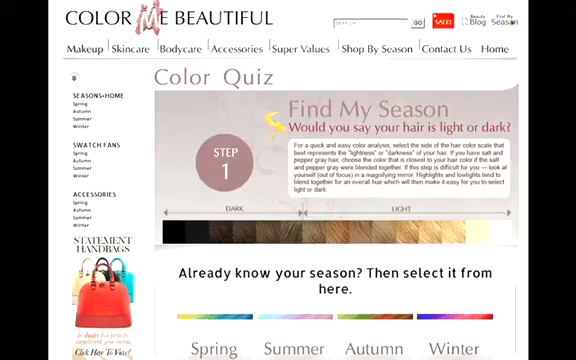 COLOR Me BEAUTIFUL
SEARCH
GO
SALE!
Beauty Blog
Find My Season
Makeup Skincare Bodycare Accessories Super Values Shop By Season Contact Us Home
Color Quiz
SEASONS-HOME
Spring
Autumn
Summer
Winter
SWATCH FANS
Spring
Autumn
Summer
Winter
ACCESSORIES
Spring
Autumn
Summer
Winter
STATEMENT
HANDBAGS
Click Here To View!
Find My Season
Would you say your hair is light or dark?
STEP
1
For a quick and easy color analysis, select the side of the hair color scale that
best represents the "lightness" or "darkness" of your hair. If you have salt and
pepper gray hair, choose the color that is closest to your hair color if the salt
and pepper gray were blended together. If this step is difficult for you — look at
yourself (out of focus) in a magnifying mirror. Highlights and lowlights tend to
blend together for an overall hue which will then make it easy for you to select
light or dark.
DARK
LIGHT
Already know your season? Then select it from
here.
Spring Summer Autumn Winter